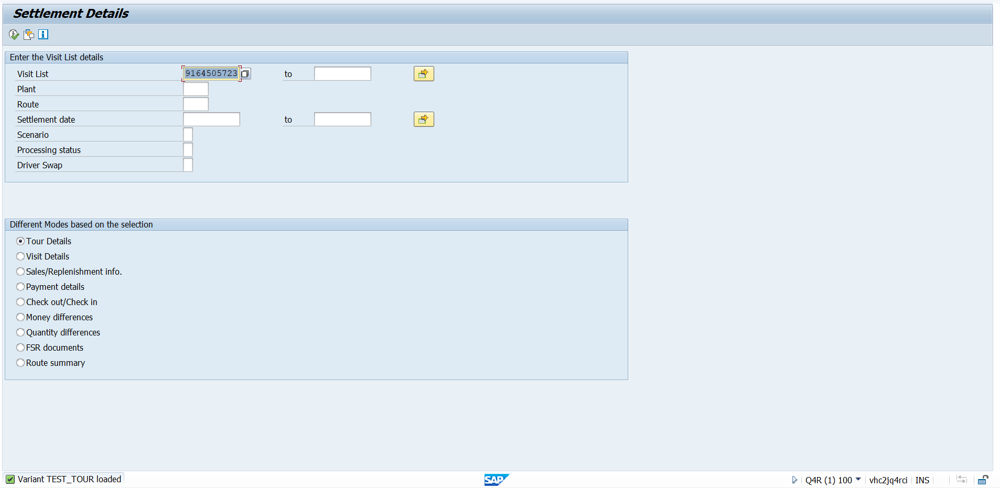 Settlement Details
Enter the Visit List details
Visit List 9164505723 to
Plant
Route
Settlement date to
Scenario
Processing status
Driver Swap
Different Modes based on the selection
Tour Details
Visit Details
Sales/Replenishment info.
Payment details
Check out/Check in
Money differences
Quantity differences
FSR documents
Route summary
Variant TEST_TOUR loaded SAP Q4R (1) 100 vhc2jq4rci INS